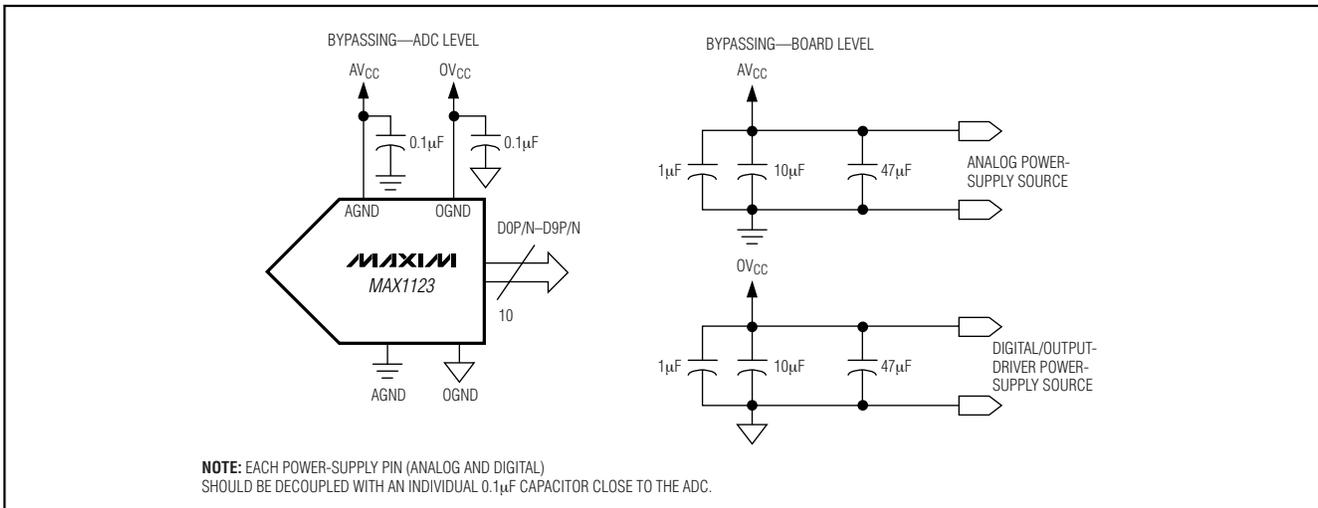 BYPASSING—ADC LEVEL
AVCC
OVCC
0.1µF
0.1µF
AGND
OGND
D0P/N–D9P/N
MAXIM
MAX1123
10
AGND
OGND
BYPASSING—BOARD LEVEL
AVCC
1µF
10µF
47µF
ANALOG POWER-
SUPPLY SOURCE
OVCC
1µF
10µF
47µF
DIGITAL/OUTPUT-
DRIVER POWER-
SUPPLY SOURCE
NOTE: EACH POWER-SUPPLY PIN (ANALOG AND DIGITAL)
SHOULD BE DECOUPLED WITH AN INDIVIDUAL 0.1µF CAPACITOR CLOSE TO THE ADC.